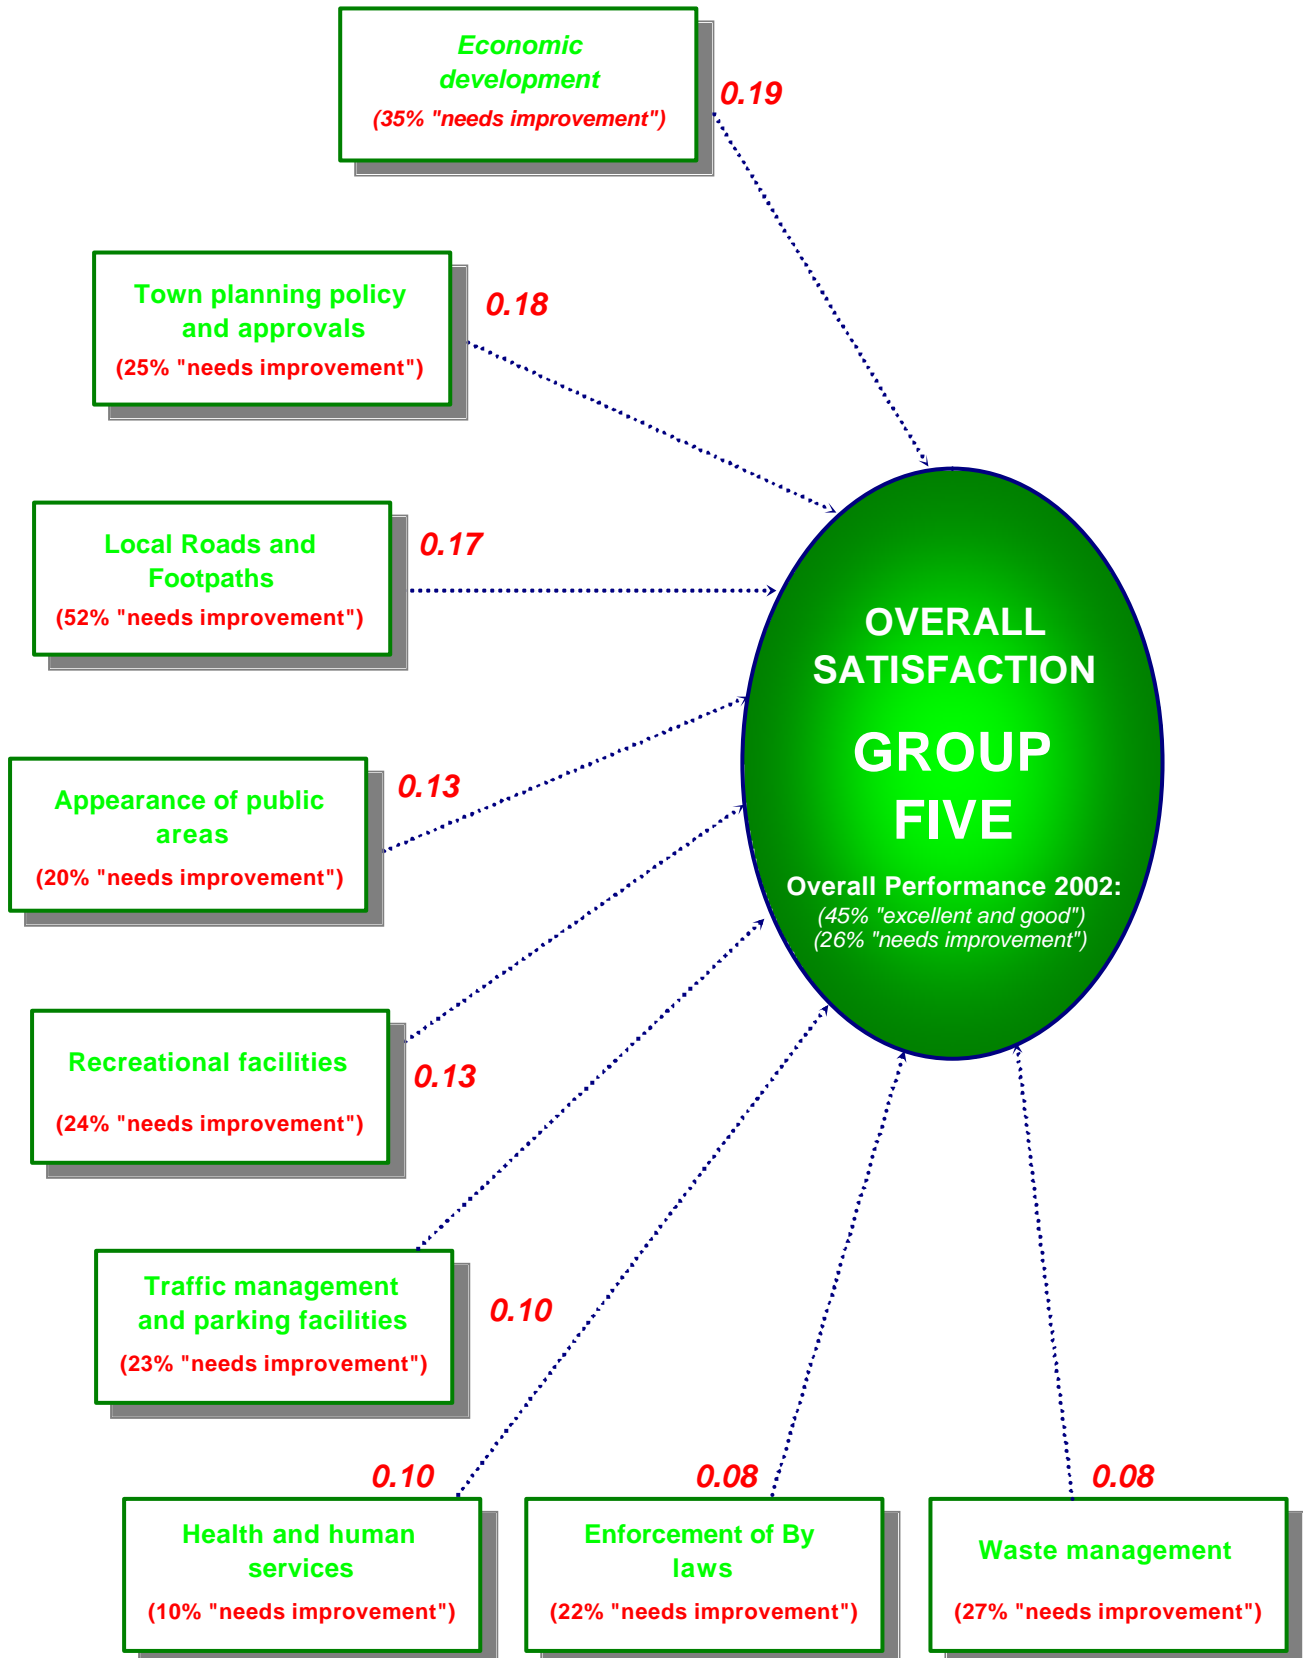 Economic
development
(35% "needs improvement")
0.19
Town planning policy
and approvals
(25% "needs improvement")
0.18
Local Roads and
Footpaths
(52% "needs improvement")
0.17
OVERALL
SATISFACTION
GROUP
FIVE
Overall Performance 2002:
(45% "excellent and good")
(26% "needs improvement")
Appearance of public
areas
(20% "needs improvement")
0.13
Recreational facilities
(24% "needs improvement")
0.13
Traffic management
and parking facilities
(23% "needs improvement")
0.10
0.10
Health and human
services
(10% "needs improvement")
0.08
Enforcement of By
laws
(22% "needs improvement")
0.08
Waste management
(27% "needs improvement")